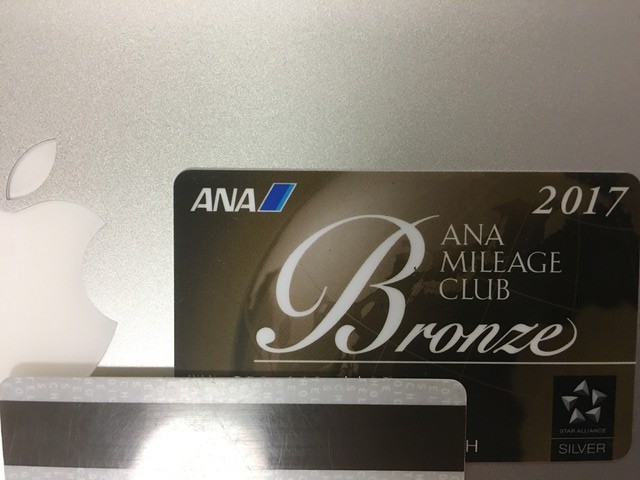 ANA
2017
ANA
MILEAGE
CLUB
Bronze
H
STAR ALLIANCE
SILVER